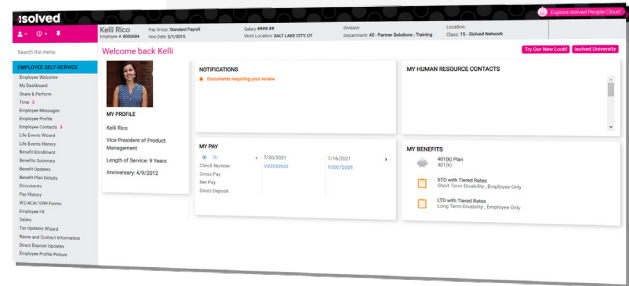 isolved
Explore isolved People Cloud
Kelli Rico
Employee #: 0000684
Pay Group: Standard Payroll
Hire Date: 2/1/2015
Salary ####.##
Work Location: SALT LAKE CITY, UT
Division:
Department: 45 - Partner Solutions : Training
Location:
Class: 15 - iSolved Network
Search the menu
Welcome back Kelli
Try Our New Look!
isolved University
EMPLOYEE SELF-SERVICE
Employee Welcome
My Dashboard
Share & Perform
Time >
Employee Messages
Employee Profile
Employee Contacts >
Life Events Wizard
Life Events History
Benefit Enrollment
Benefits Summary
Benefit Updates
Benefit Plan Details
Documents
Pay History
W2/ACA/1099 Forms
Employee I-9
Salary
Tax Updates Wizard
Name and Contact Information
Direct Deposit Updates
Employee Profile Picture
MY PROFILE
Kelli Rico
Vice President of Product
Management
Length of Service: 9 Years
Anniversary: 4/9/2012
NOTIFICATIONS
Documents requiring your review
MY HUMAN RESOURCE CONTACTS
MY PAY
< 7/30/2021
7/16/2021 >
Check Number
V30073009
Gross Pay
Net Pay
Direct Deposit
MY BENEFITS
401(k) Plan
401(k)
STD with Tiered Rates
Short Term Disability , Employee Only
LTD with Tiered Rates
Long Term Disability , Employee Only